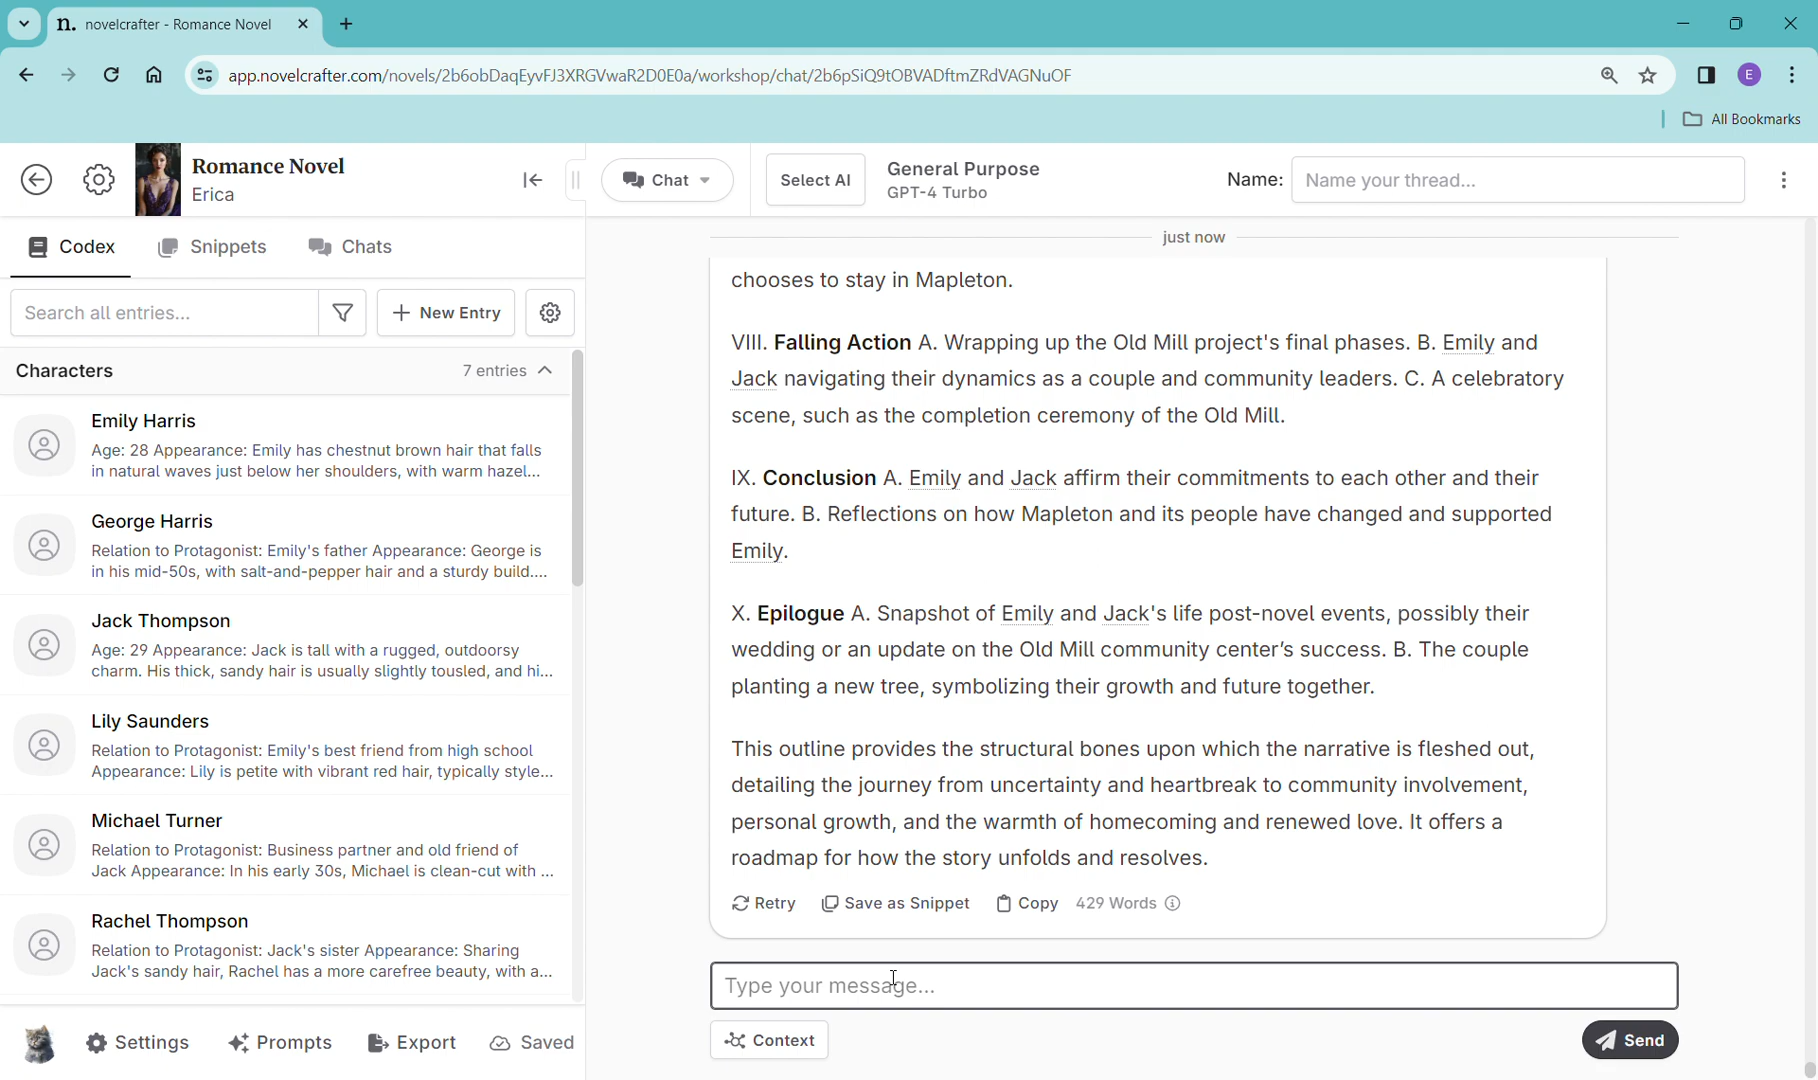 n. novelcrafter - Romance Novel
app.novelcrafter.com/novels/2b6obDaqEyvFJ3XRGVwaR2D0E0a/workshop/chat/2b6pSiQ9tOBVADftmZRdVAGNuOF
E
All Bookmarks
Romance Novel
Erica
Chat
Select AI
General Purpose
GPT-4 Turbo
Name:
Name your thread...
Codex
Snippets
Chats
Search all entries...
New Entry
Characters
7 entries
Emily Harris
Age: 28 Appearance: Emily has chestnut brown hair that falls
in natural waves just below her shoulders, with warm hazel...
George Harris
Relation to Protagonist: Emily's father Appearance: George is
in his mid-50s, with salt-and-pepper hair and a sturdy build....
Jack Thompson
Age: 29 Appearance: Jack is tall with a rugged, outdoorsy
charm. His thick, sandy hair is usually slightly tousled, and hi...
Lily Saunders
Relation to Protagonist: Emily's best friend from high school
Appearance: Lily is petite with vibrant red hair, typically style...
Michael Turner
Relation to Protagonist: Business partner and old friend of
Jack Appearance: In his early 30s, Michael is clean-cut with ...
Rachel Thompson
Relation to Protagonist: Jack's sister Appearance: Sharing
Jack's sandy hair, Rachel has a more carefree beauty, with a...
Settings
Prompts
Export
Saved
just now
chooses to stay in Mapleton.
VIII. Falling Action A. Wrapping up the Old Mill project's final phases. B. Emily and
Jack navigating their dynamics as a couple and community leaders. C. A celebratory
scene, such as the completion ceremony of the Old Mill.
IX. Conclusion A. Emily and Jack affirm their commitments to each other and their
future. B. Reflections on how Mapleton and its people have changed and supported
Emily.
X. Epilogue A. Snapshot of Emily and Jack's life post-novel events, possibly their
wedding or an update on the Old Mill community center's success. B. The couple
planting a new tree, symbolizing their growth and future together.
This outline provides the structural bones upon which the narrative is fleshed out,
detailing the journey from uncertainty and heartbreak to community involvement,
personal growth, and the warmth of homecoming and renewed love. It offers a
roadmap for how the story unfolds and resolves.
Retry
Save as Snippet
Copy
429 Words
Type your message...
Context
Send